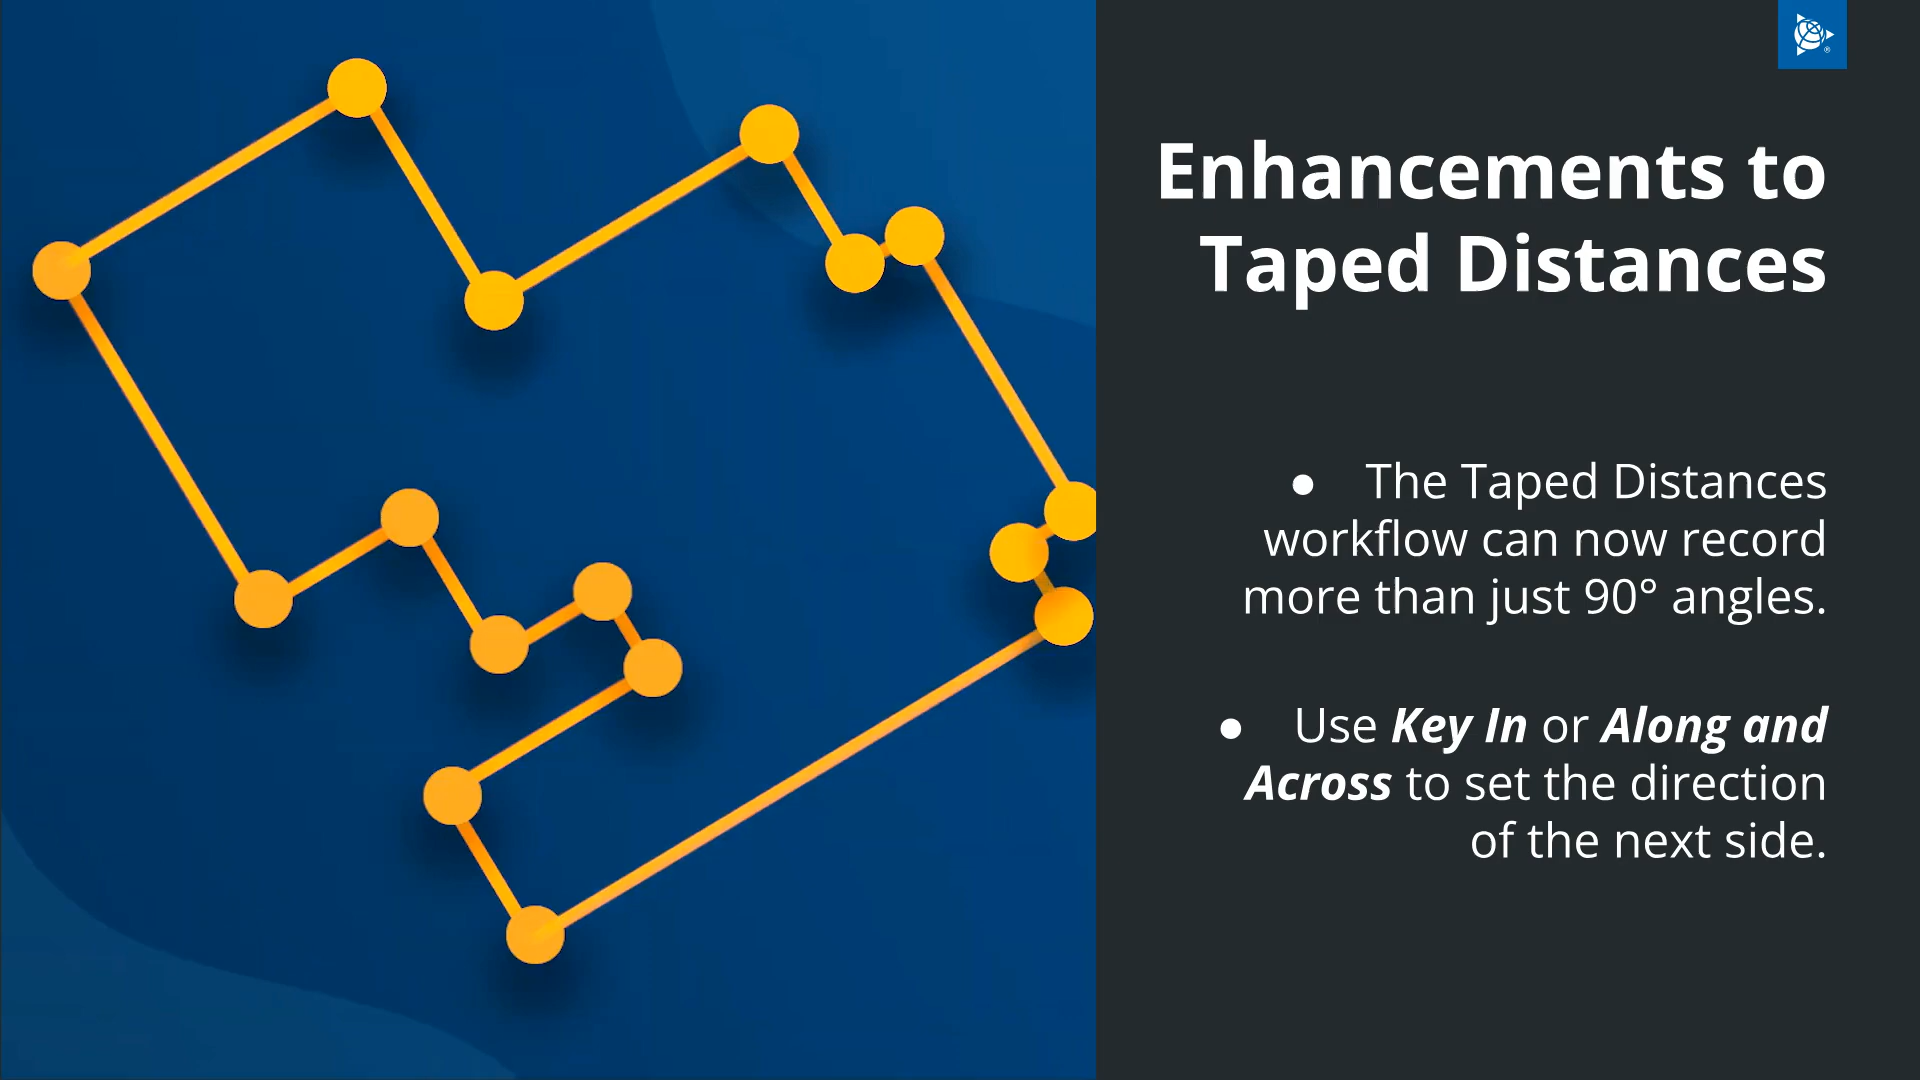 Enhancements to
Taped Distances
● The Taped Distances
workflow can now record
more than just 90° angles.
● Use Key In or Along and
Across to set the direction
of the next side.
®